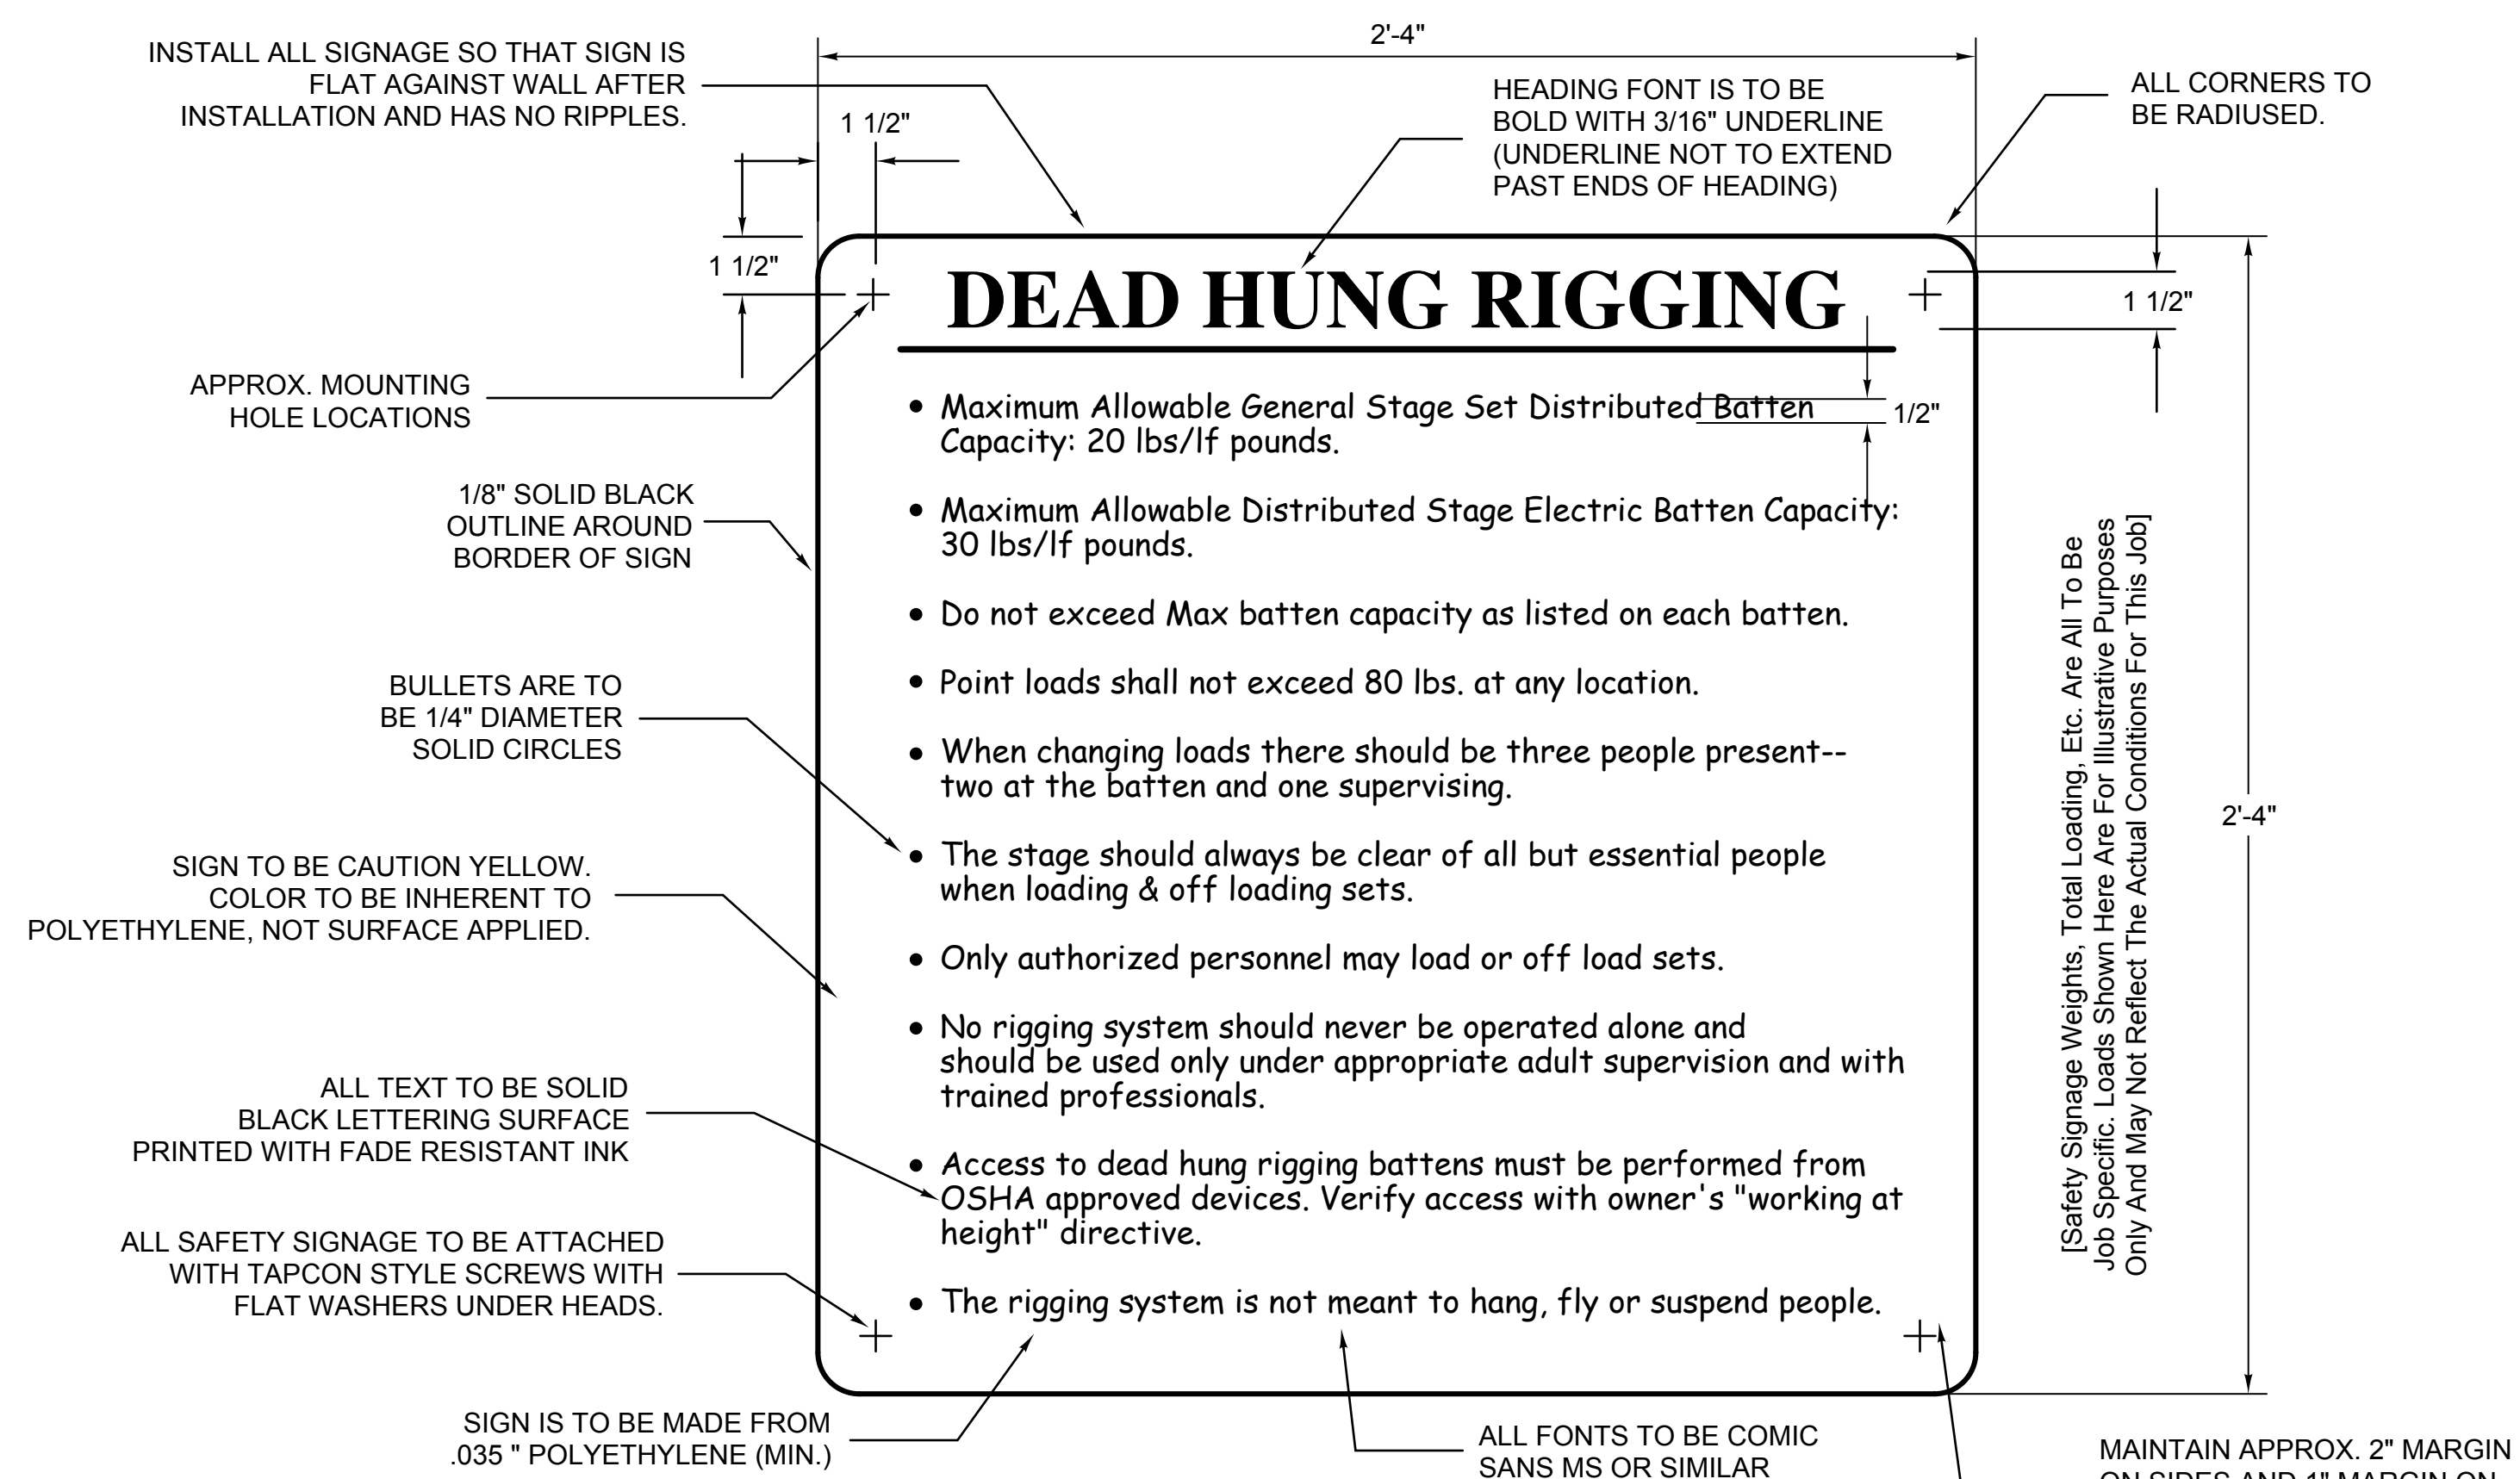 2'-4"
INSTALL ALL SIGNAGE SO THAT SIGN IS
FLAT AGAINST WALL AFTER
INSTALLATION AND HAS NO RIPPLES.
1 1/2"
HEADING FONT IS TO BE
BOLD WITH 3/16" UNDERLINE
(UNDERLINE NOT TO EXTEND
PAST ENDS OF HEADING)
ALL CORNERS TO
BE RADIUSED.
1 1/2"
1 1/2"
APPROX. MOUNTING
HOLE LOCATIONS
1/8" SOLID BLACK
OUTLINE AROUND
BORDER OF SIGN
BULLETS ARE TO
BE 1/4" DIAMETER
SOLID CIRCLES
SIGN TO BE CAUTION YELLOW.
COLOR TO BE INHERENT TO
POLYETHYLENE, NOT SURFACE APPLIED.
ALL TEXT TO BE SOLID
BLACK LETTERING SURFACE
PRINTED WITH FADE RESISTANT INK
ALL SAFETY SIGNAGE TO BE ATTACHED
WITH TAPCON STYLE SCREWS WITH
FLAT WASHERS UNDER HEADS.
DEAD HUNG RIGGING
• Maximum Allowable General Stage Set Distributed Batten
Capacity: 20 lbs/lf pounds.
1/2"
• Maximum Allowable Distributed Stage Electric Batten Capacity:
30 lbs/lf pounds.
• Do not exceed Max batten capacity as listed on each batten.
• Point loads shall not exceed 80 lbs. at any location.
• When changing loads there should be three people present--
two at the batten and one supervising.
• The stage should always be clear of all but essential people
when loading & off loading sets.
• Only authorized personnel may load or off load sets.
• No rigging system should never be operated alone and
should be used only under appropriate adult supervision and with
trained professionals.
• Access to dead hung rigging battens must be performed from
OSHA approved devices. Verify access with owner's "working at
height" directive.
• The rigging system is not meant to hang, fly or suspend people.
[Safety Signage Weights, Total Loading, Etc. Are All To Be
Job Specific. Loads Shown Here Are For Illustrative Purposes
Only And May Not Reflect The Actual Conditions For This Job]
2'-4"
SIGN IS TO BE MADE FROM
.035 " POLYETHYLENE (MIN.)
ALL FONTS TO BE COMIC
SANS MS OR SIMILAR
MAINTAIN APPROX. 2" MARGIN
ON SIDES AND 1" MARGIN ON